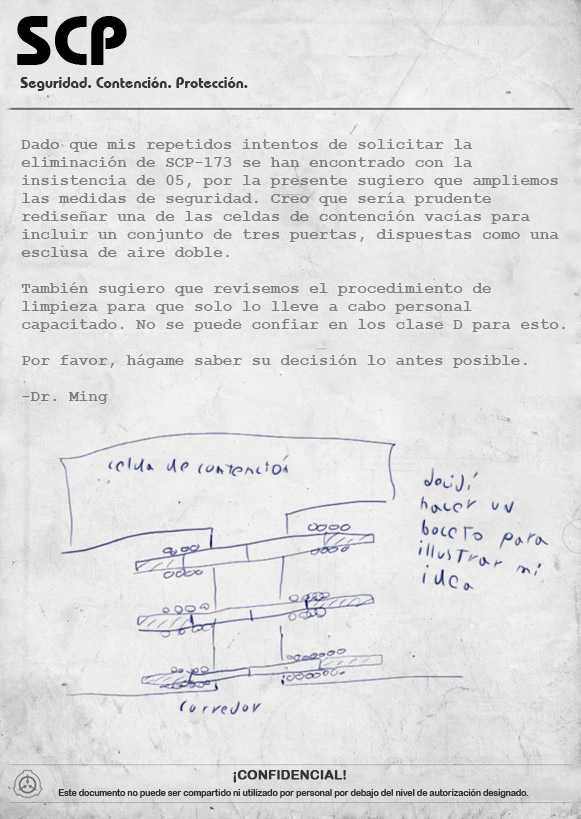 SCP
Seguridad. Contención. Protección.
Dado que mis repetidos intentos de solicitar la
eliminación de SCP-173 se han encontrado con la
insistencia de 05, por la presente sugiero que ampliemos
las medidas de seguridad. Creo que sería prudente
rediseñar una de las celdas de contención vacías para
incluir un conjunto de tres puertas, dispuestas como una
esclusa de aire doble.
También sugiero que revisemos el procedimiento de
limpieza para que solo lo lleve a cabo personal
capacitado. No se puede confiar en los clase D para esto.
Por favor, hágame saber su decisión lo antes posible.
-Dr. Ming
celda de contención
decidí
hacer un
boceto para
illustrar mi
idea
corredor
¡CONFIDENCIAL!
Este documento no puede ser compartido ni utilizado por personal por debajo del nivel de autorización designado.